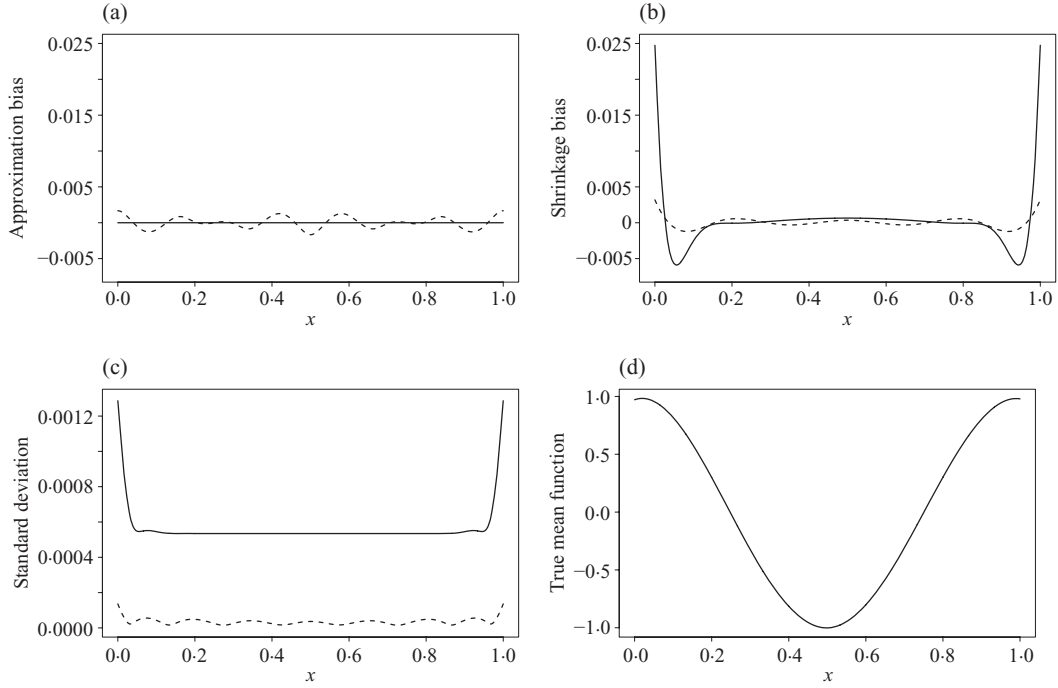 (a)
Approximation bias
0·025
0·015
0·005
0
−0·005
0·0 0·2 0·4 0·6 0·8 1·0
x
(b)
Shrinkage bias
0·025
0·015
0·005
0
−0·005
0·0 0·2 0·4 0·6 0·8 1·0
x
(c)
Standard deviation
0·0012
0·0008
0·0004
0·0000
0·0 0·2 0·4 0·6 0·8 1·0
x
(d)
True mean function
1·0
0·5
0·0
−0·5
−1·0
0·0 0·2 0·4 0·6 0·8 1·0
x